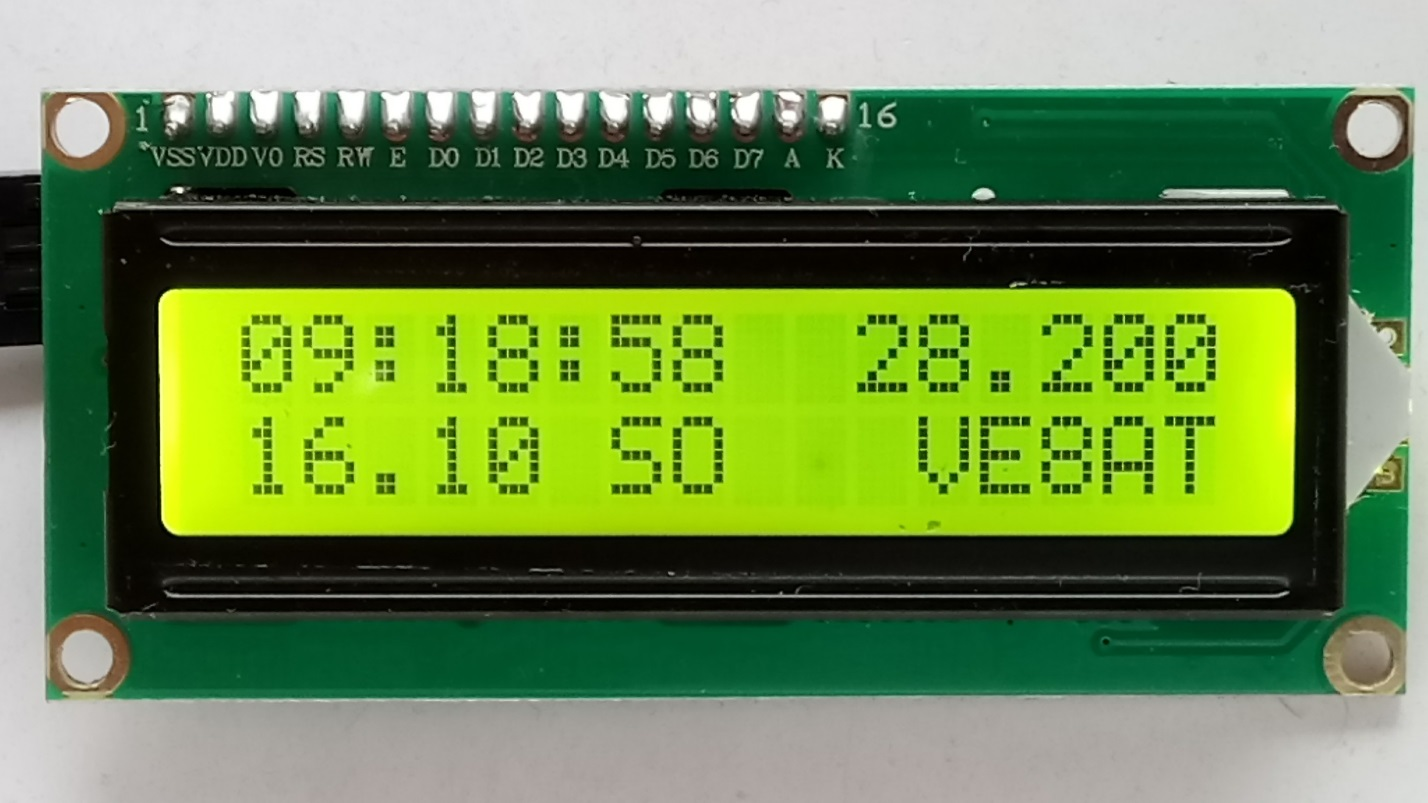 1 16
VSS VDD V0 RS RW E D0 D1 D2 D3 D4 D5 D6 D7 A K
09:18:58 28.200
16.10 SO VE8AT